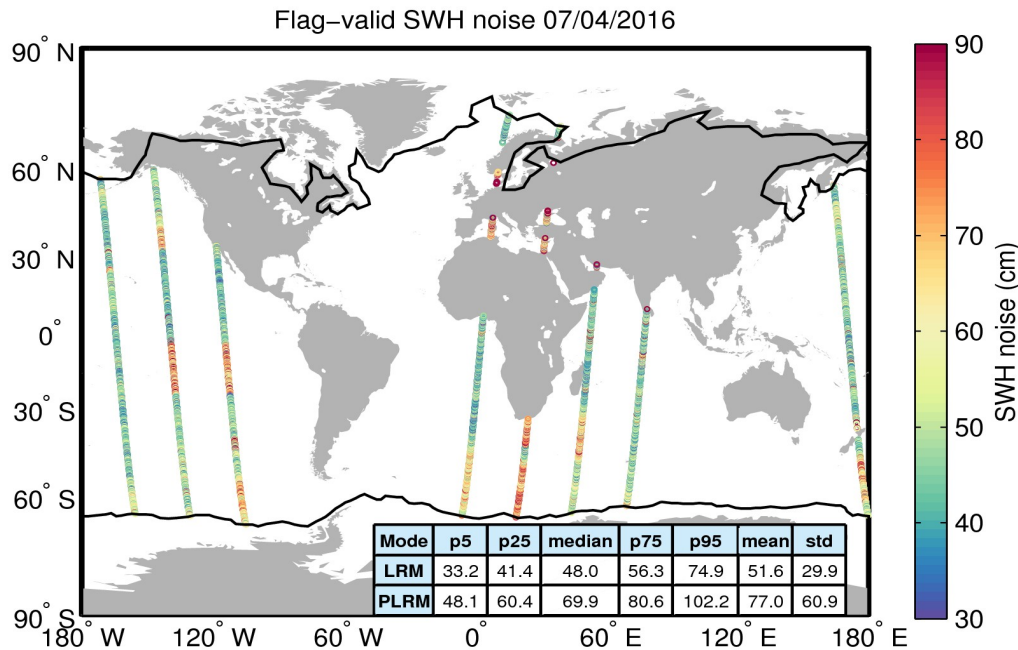 Flag−valid SWH noise 07/04/2016
90° N
60° N
30° N
0°
30° S
60° S
90° S
180° W 120° W 60° W 0° 60° E 120° E 180° E
Mode p5 p25 median p75 p95 mean std
LRM 33.2 41.4 48.0 56.3 74.9 51.6 29.9
PLRM 48.1 60.4 69.9 80.6 102.2 77.0 60.9
90
80
70
60
50
40
30
SWH noise (cm)